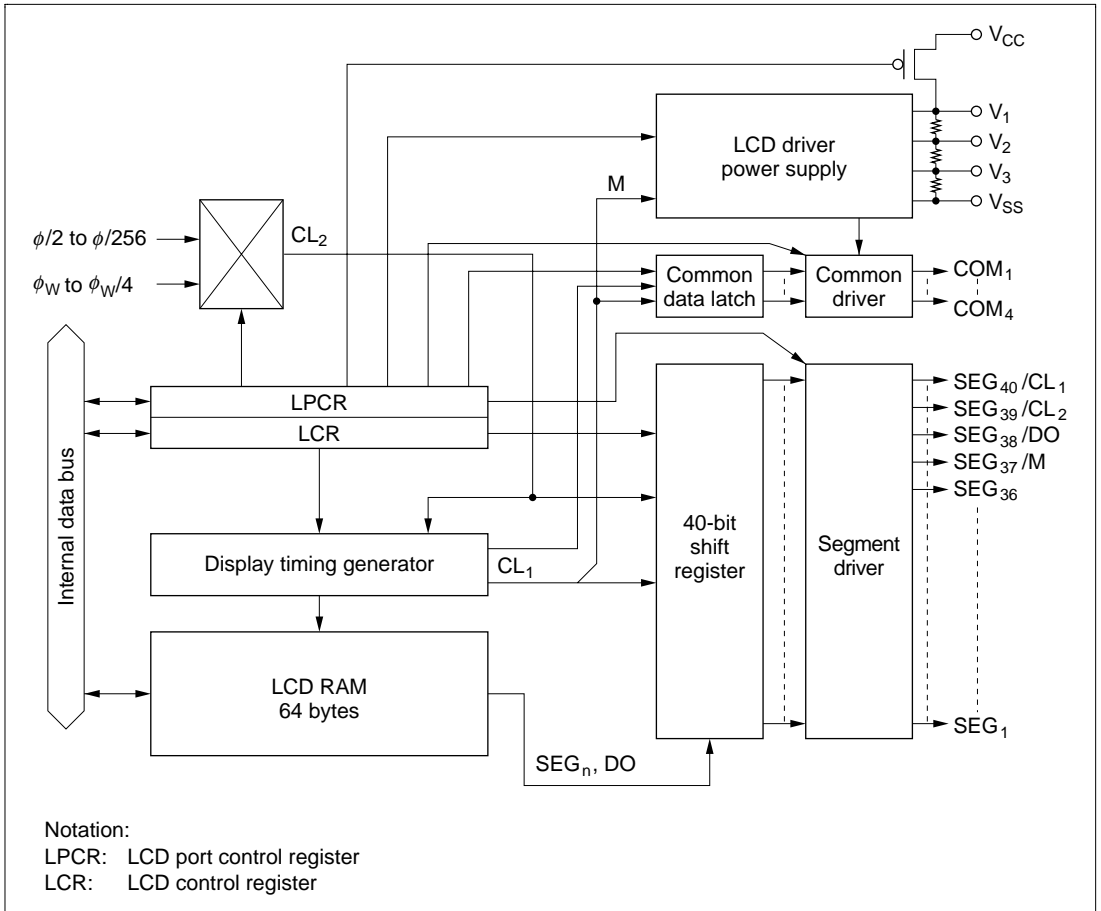 V_CC
V_1
LCD driver
power supply
V_2
V_3
V_SS
M
ϕ/2 to ϕ/256
CL_2
ϕ_W to ϕ_W/4
Common
data latch
Common
driver
COM_1
COM_4
Internal data bus
LPCR
LCR
SEG_40/CL_1
SEG_39/CL_2
SEG_38/DO
SEG_37/M
SEG_36
40-bit
shift
register
Segment
driver
Display timing generator
CL_1
LCD RAM
64 bytes
SEG_n, DO
SEG_1
Notation:
LPCR: LCD port control register
LCR: LCD control register